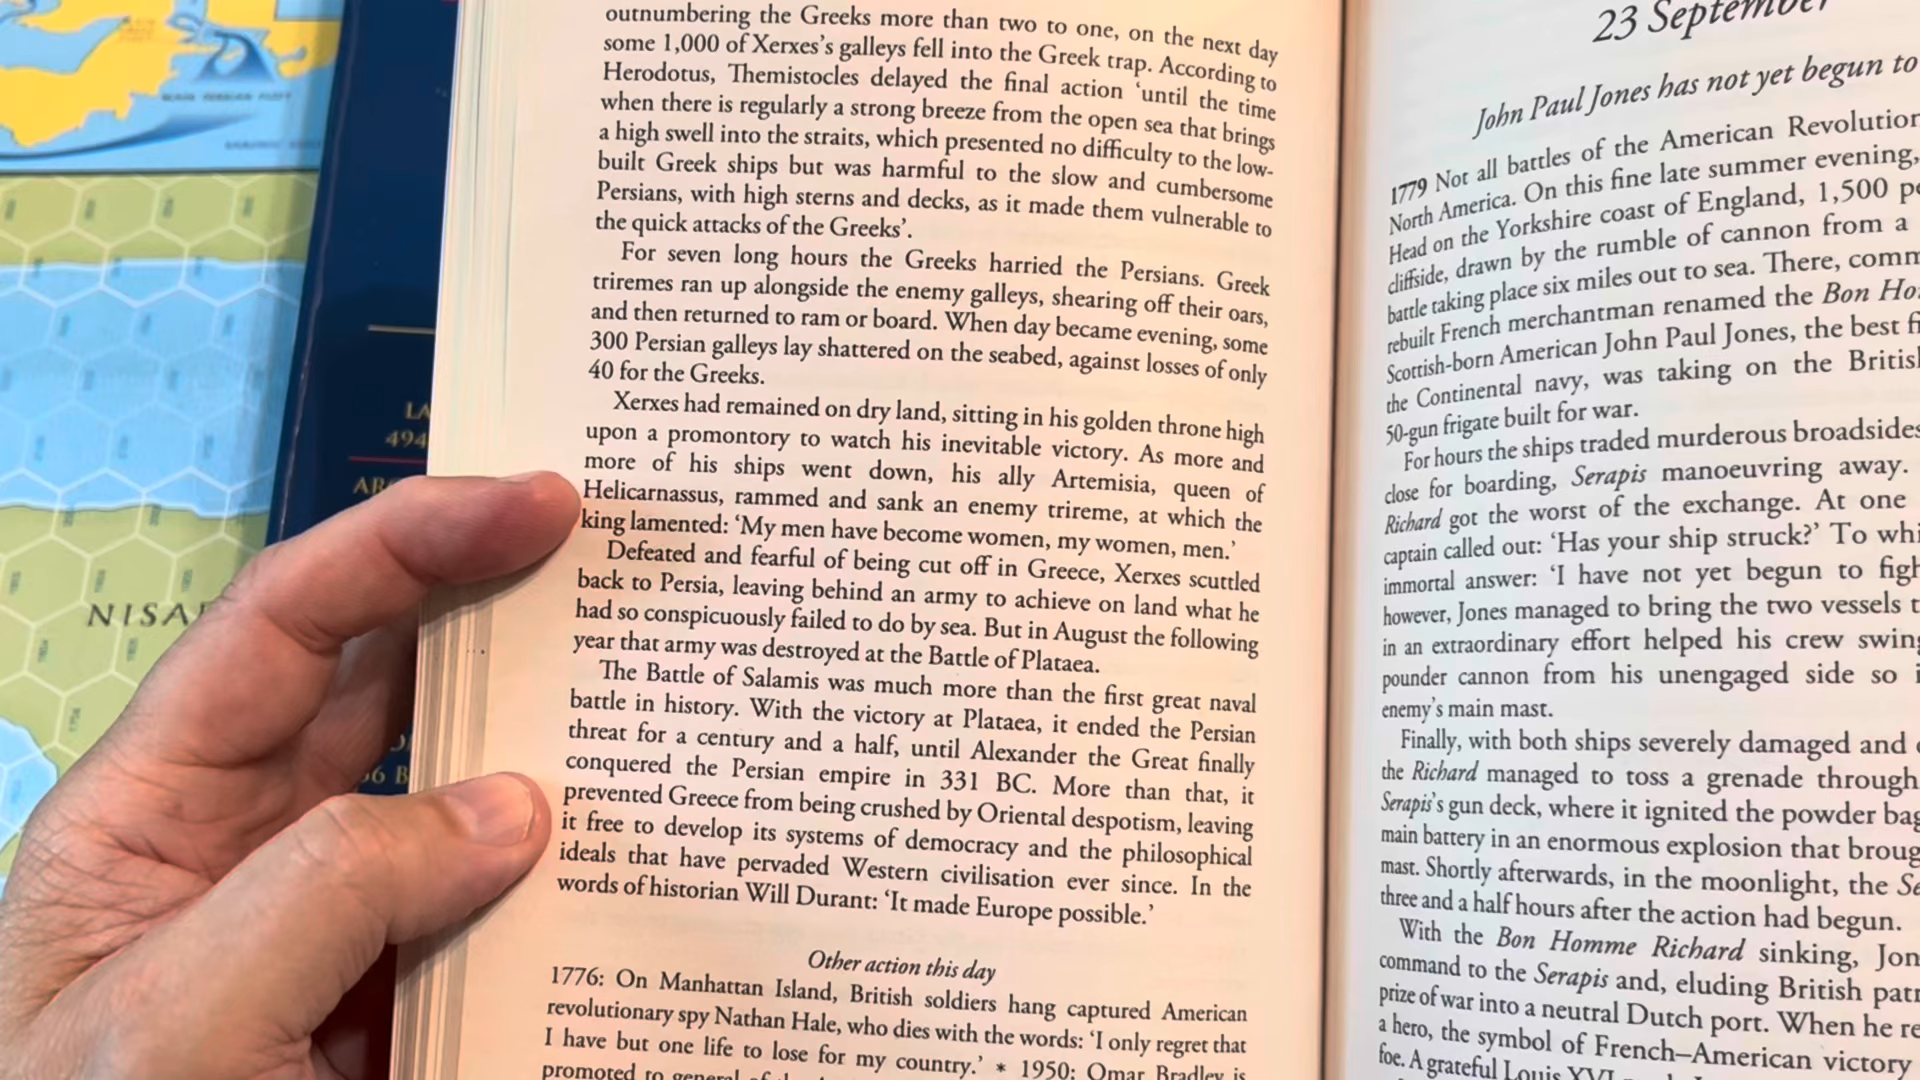 outnumbering the Greeks more than two to one, on the next day
some 1,000 of Xerxes's galleys fell into the Greek trap. According to
Herodotus, Themistocles delayed the final action 'until the time
when there is regularly a strong breeze from the open sea that brings
a high swell into the straits, which presented no difficulty to the low-
built Greek ships but was harmful to the slow and cumbersome
Persians, with high sterns and decks, as it made them vulnerable to
the quick attacks of the Greeks'.
For seven long hours the Greeks harried the Persians. Greek
triremes ran up alongside the enemy galleys, shearing off their oars,
and then returned to ram or board. When day became evening, some
300 Persian galleys lay shattered on the seabed, against losses of only
40 for the Greeks.
Xerxes had remained on dry land, sitting in his golden throne high
upon a promontory to watch his inevitable victory. As more and
more of his ships went down, his ally Artemisia, queen of
Helicarnassus, rammed and sank an enemy trireme, at which the
king lamented: 'My men have become women, my women, men.'
Defeated and fearful of being cut off in Greece, Xerxes scuttled
back to Persia, leaving behind an army to achieve on land what he
had so conspicuously failed to do by sea. But in August the following
year that army was destroyed at the Battle of Plataea.
The Battle of Salamis was much more than the first great naval
battle in history. With the victory at Plataea, it ended the Persian
threat for a century and a half, until Alexander the Great finally
conquered the Persian empire in 331 BC. More than that, it
prevented Greece from being crushed by Oriental despotism, leaving
it free to develop its systems of democracy and the philosophical
ideals that have pervaded Western civilisation ever since. In the
words of historian Will Durant: 'It made Europe possible.'
Other action this day
1776: On Manhattan Island, British soldiers hang captured American
revolutionary spy Nathan Hale, who dies with the words: 'I only regret that
I have but one life to lose for my country.' * 1950: Omar Bradley is
promoted to general of the
23 September
John Paul Jones has not yet begun to
1779 Not all battles of the American Revolution
North America. On this fine late summer evening,
Head on the Yorkshire coast of England, 1,500
cliffside, drawn by the rumble of cannon from a
battle taking place six miles out to sea. There,
rebuilt French merchantman renamed the Bon
Scottish-born American John Paul Jones, the best
the Continental navy, was taking on the British
50-gun frigate built for war.
For hours the ships traded murderous broadsides
close for boarding, Serapis manoeuvring away.
Richard got the worst of the exchange. At one
captain called out: 'Has your ship struck?' To
immortal answer: 'I have not yet begun to
however, Jones managed to bring the two vessels
in an extraordinary effort helped his crew
pounder cannon from his unengaged side so
enemy's main mast.
Finally, with both ships severely damaged and
the Richard managed to toss a grenade through
Serapis's gun deck, where it ignited the powder
main battery in an enormous explosion that
mast. Shortly afterwards, in the moonlight, the
three and a half hours after the action had begun.
With the Bon Homme Richard sinking,
command to the Serapis and, eluding British
prize of war into a neutral Dutch port. When he
a hero, the symbol of French–American victory
foe. A grateful Louis XVI
NISA